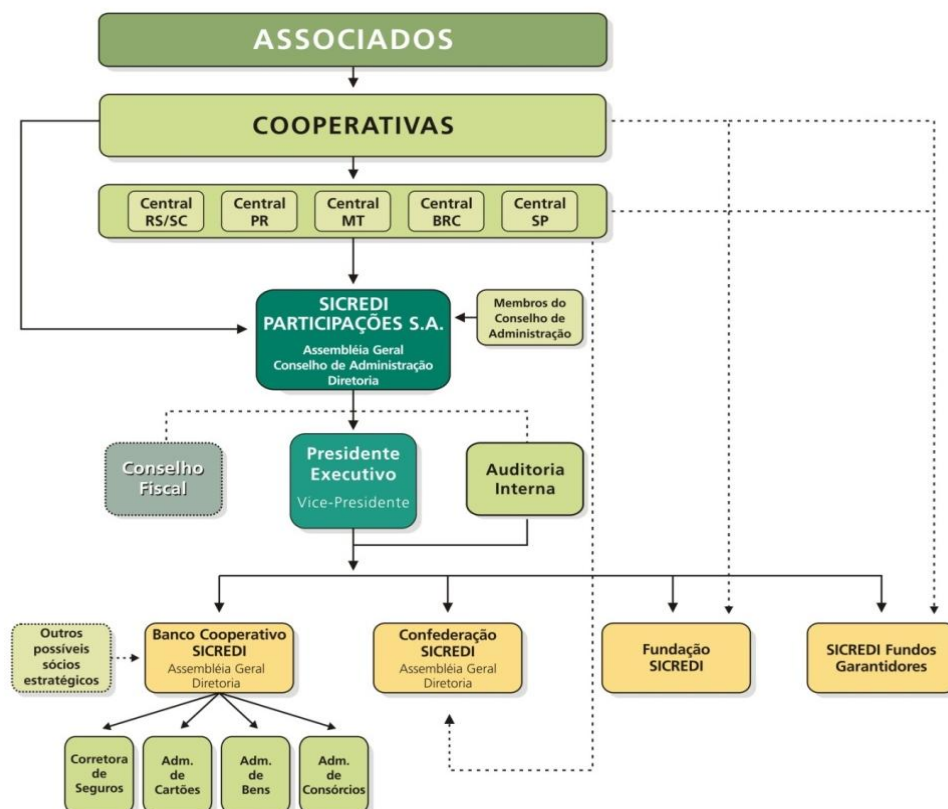 ASSOCIADOS
COOPERATIVAS
Central
RS/SC
Central
PR
Central
MT
Central
BRC
Central
SP
SICREDI
PARTICIPAÇÕES S.A.
Assembléia Geral
Conselho de Administração
Diretoria
Membros do
Conselho de
Administração
Conselho
Fiscal
Presidente
Executivo
Vice-Presidente
Auditoria
Interna
Outros
possíveis
sócios
estratégicos
Banco Cooperativo
SICREDI
Assembléia Geral
Diretoria
Confederação
SICREDI
Assembléia Geral
Diretoria
Fundação
SICREDI
SICREDI Fundos
Garantidores
Corretora
de
Seguros
Adm.
de
Cartões
Adm.
de
Bens
Adm.
de
Consórcios